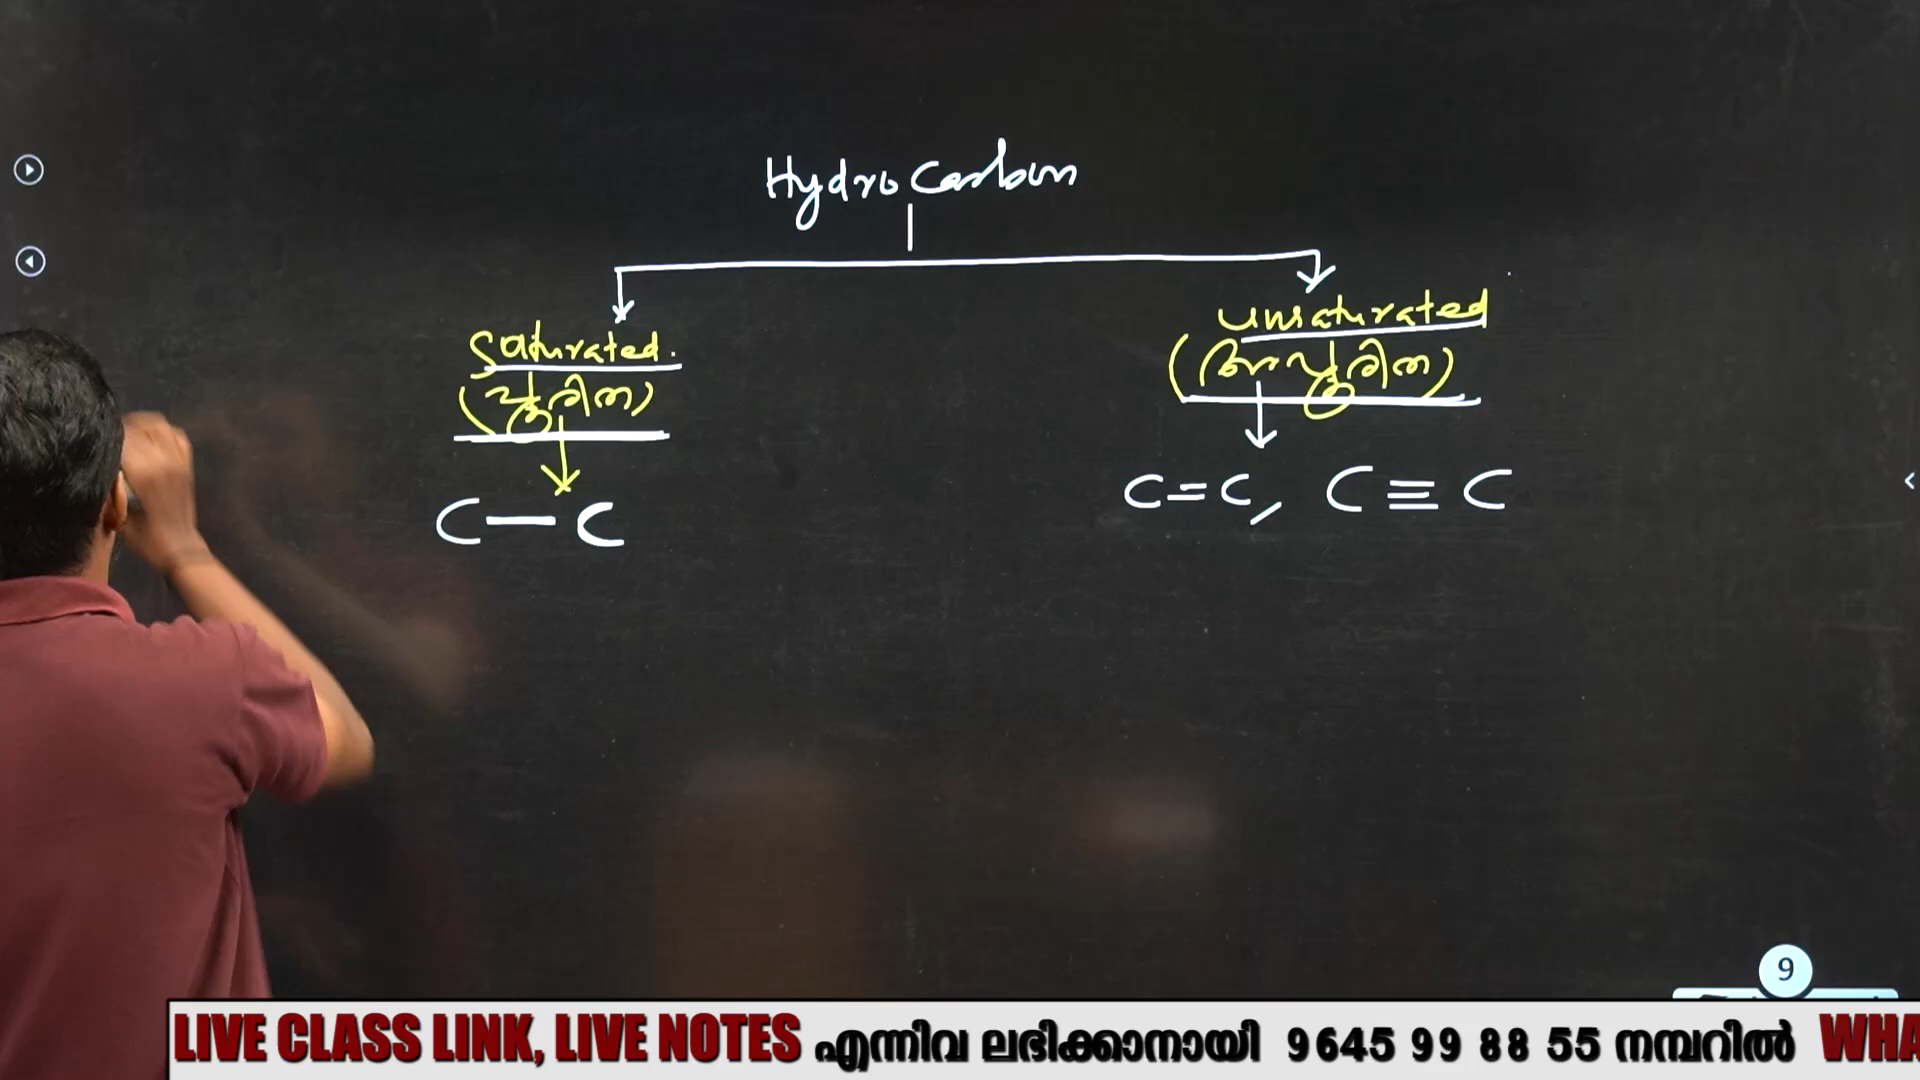 Hydro Carbon
Saturated.
(പൂരിത)
unsaturated
(അപൂരിത)
C — C
C = C, C ≡ C
9
LIVE CLASS LINK, LIVE NOTES എന്നിവ ലഭിക്കാനായി 9645 99 88 55 നമ്പറിൽ WHA